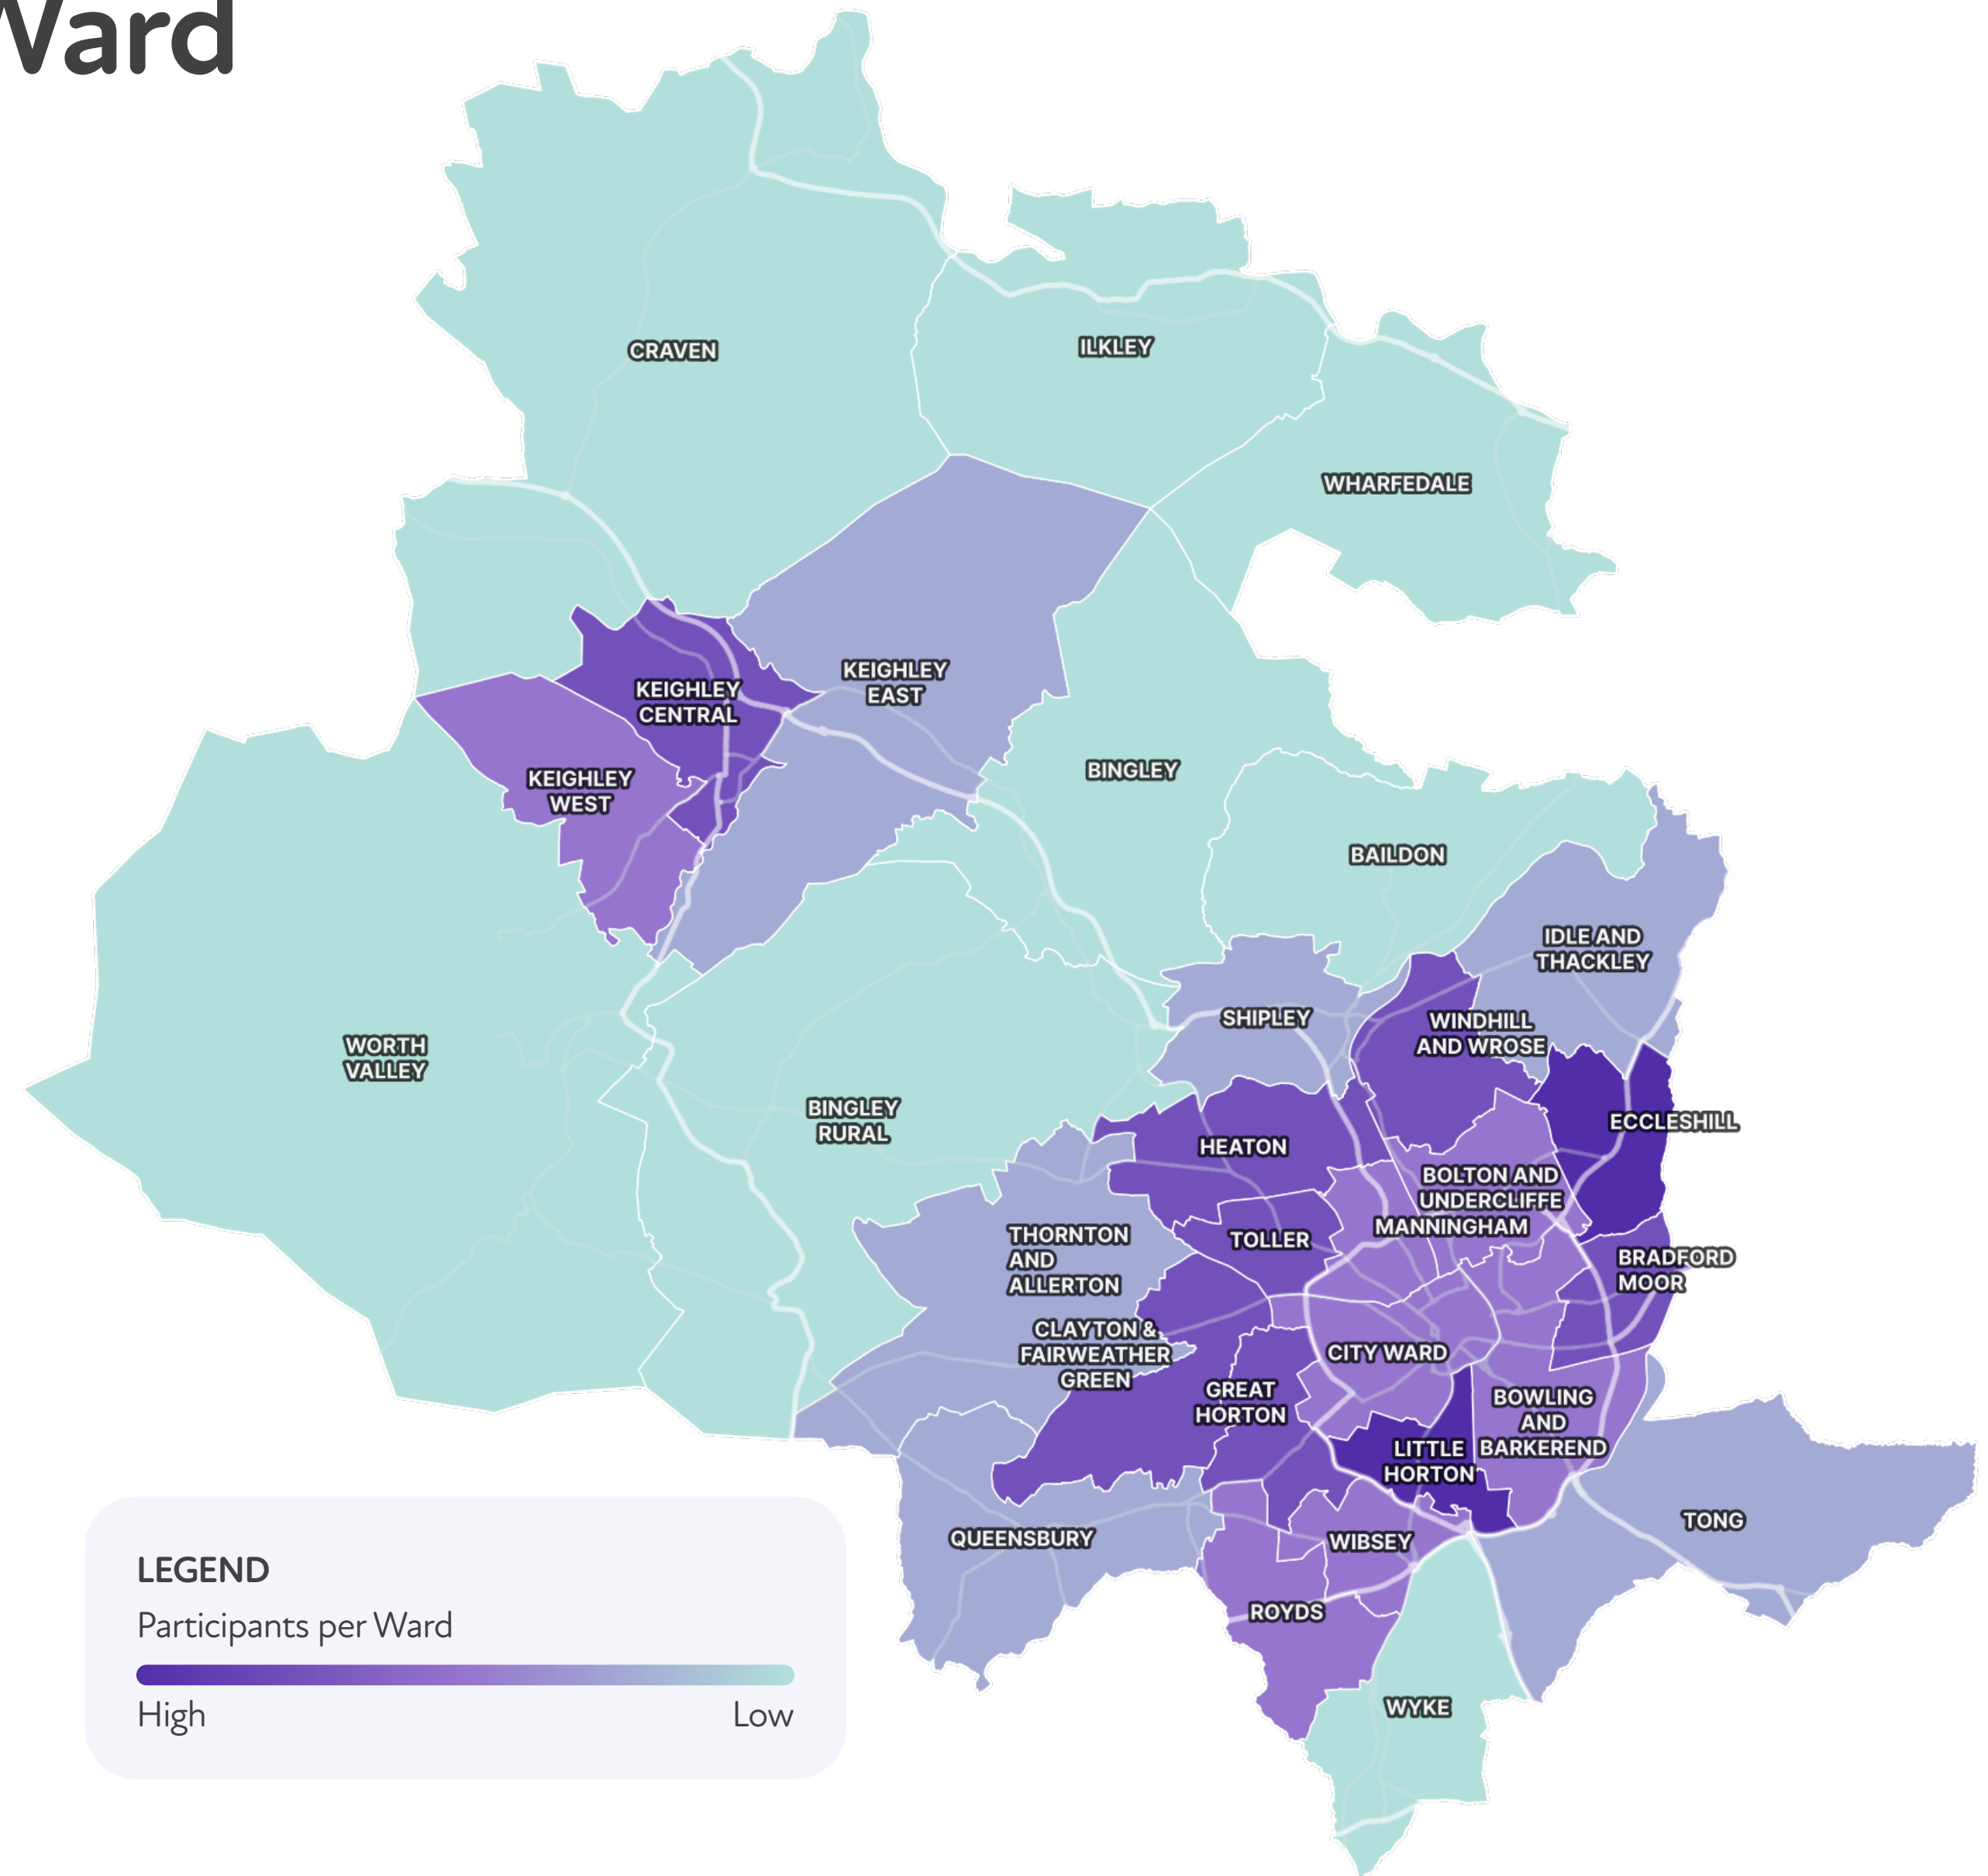 Ward
CRAVEN
ILKLEY
WHARFEDALE
KEIGHLEY
CENTRAL
KEIGHLEY
EAST
KEIGHLEY
WEST
BINGLEY
BAILDON
IDLE AND
THACKLEY
SHIPLEY
WINDHILL
AND WROSE
WORTH
VALLEY
BINGLEY
RURAL
ECCLESHILL
HEATON
BOLTON AND
UNDERCLIFFE
MANNINGHAM
THORNTON
AND
ALLERTON
TOLLER
BRADFORD
MOOR
CLAYTON &
FAIRWEATHER
GREEN
CITY WARD
GREAT
HORTON
BOWLING
AND
BARKEREND
LITTLE
HORTON
QUEENSBURY
WIBSEY
TONG
ROYDS
WYKE
LEGEND
Participants per Ward
High
Low